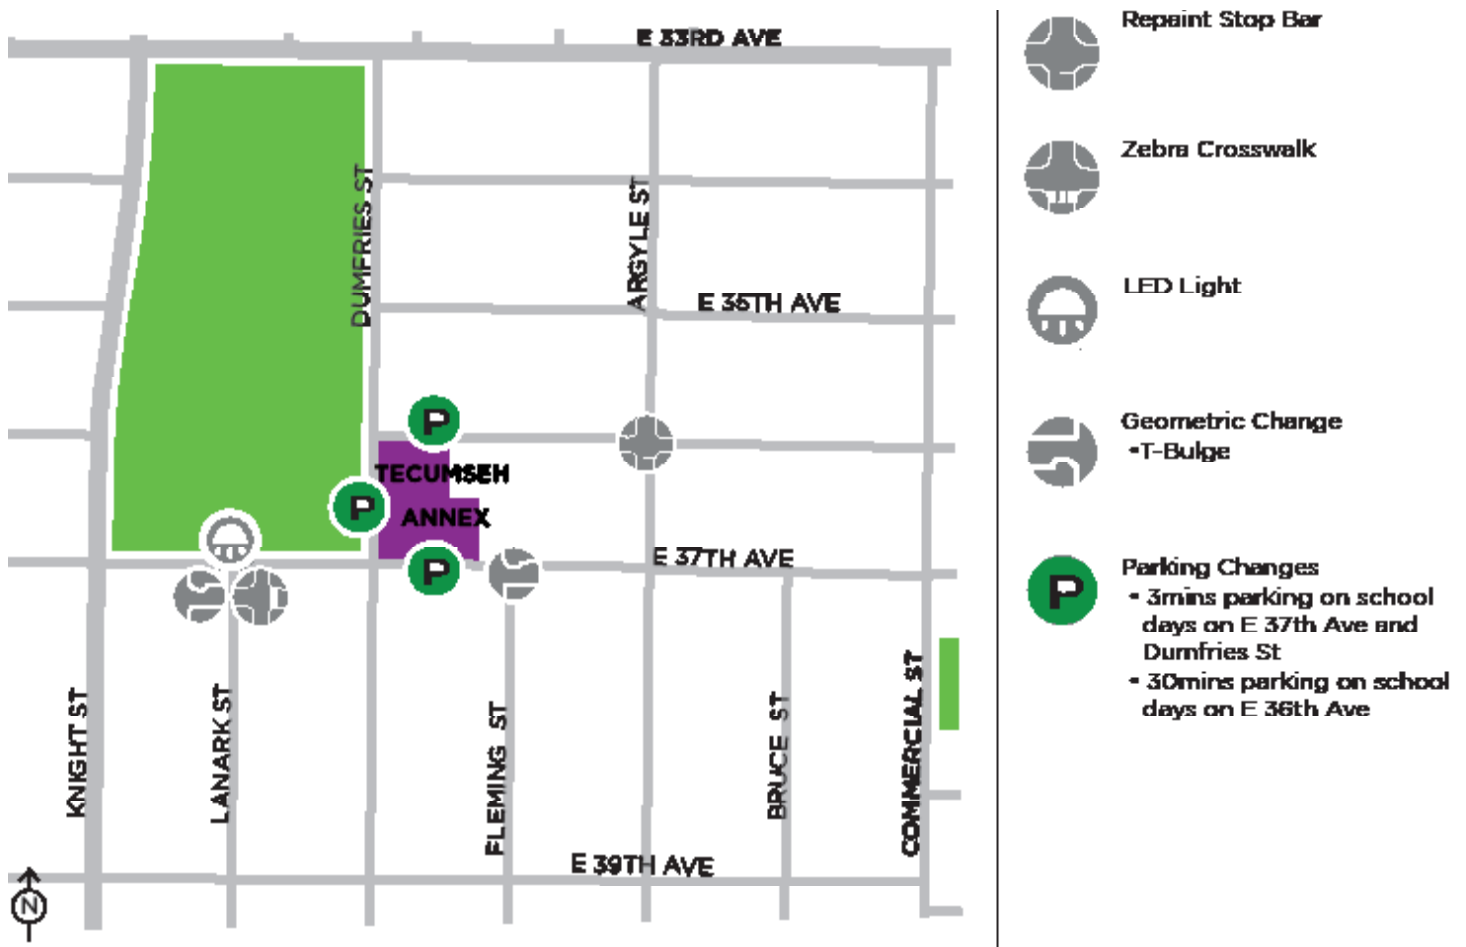 E 33RD AVE
DUMFRIES ST
ARGYLE ST
E 35TH AVE
P
TECUMSEH
P
ANNEX
E 37TH AVE
P
KNIGHT ST
LANARK ST
FLEMING ST
BRUCE ST
COMMERCIAL ST
E 39TH AVE
N
Repaint Stop Bar
Zebra Crosswalk
LED Light
Geometric Change
•T-Bulge
P
Parking Changes
• 3mins parking on school
days on E 37th Ave and
Dumfries St
• 30mins parking on school
days on E 36th Ave